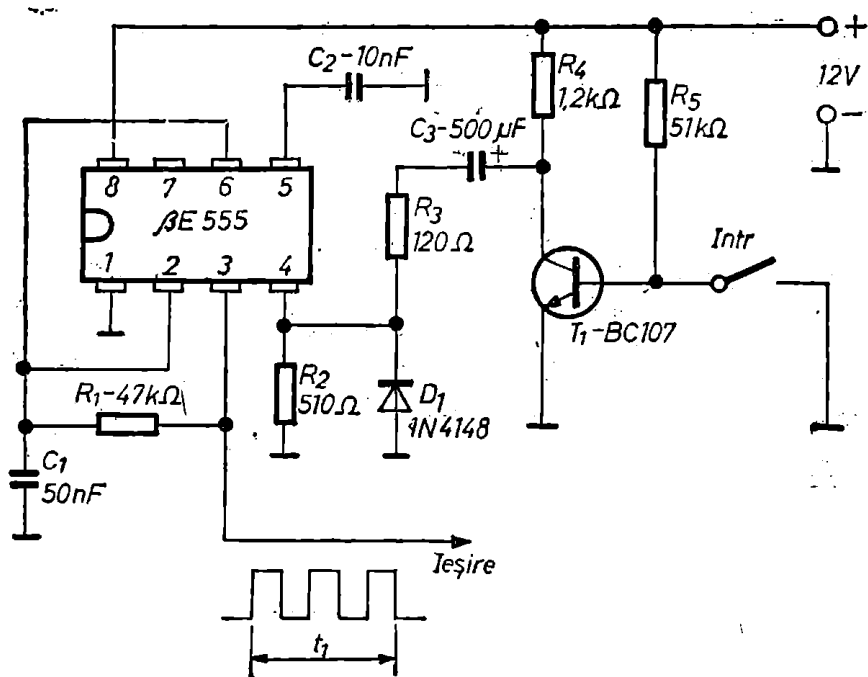 C2-10nF
R4
1,2kΩ
+
12V
-
R5
51kΩ
C3-500µF
+
8 7 6 5
βE 555
1 2 3 4
R3
120Ω
Intr
T1-BC107
R1-47kΩ
R2
510Ω
D1
1N4148
C1
50nF
Ieșire
t1